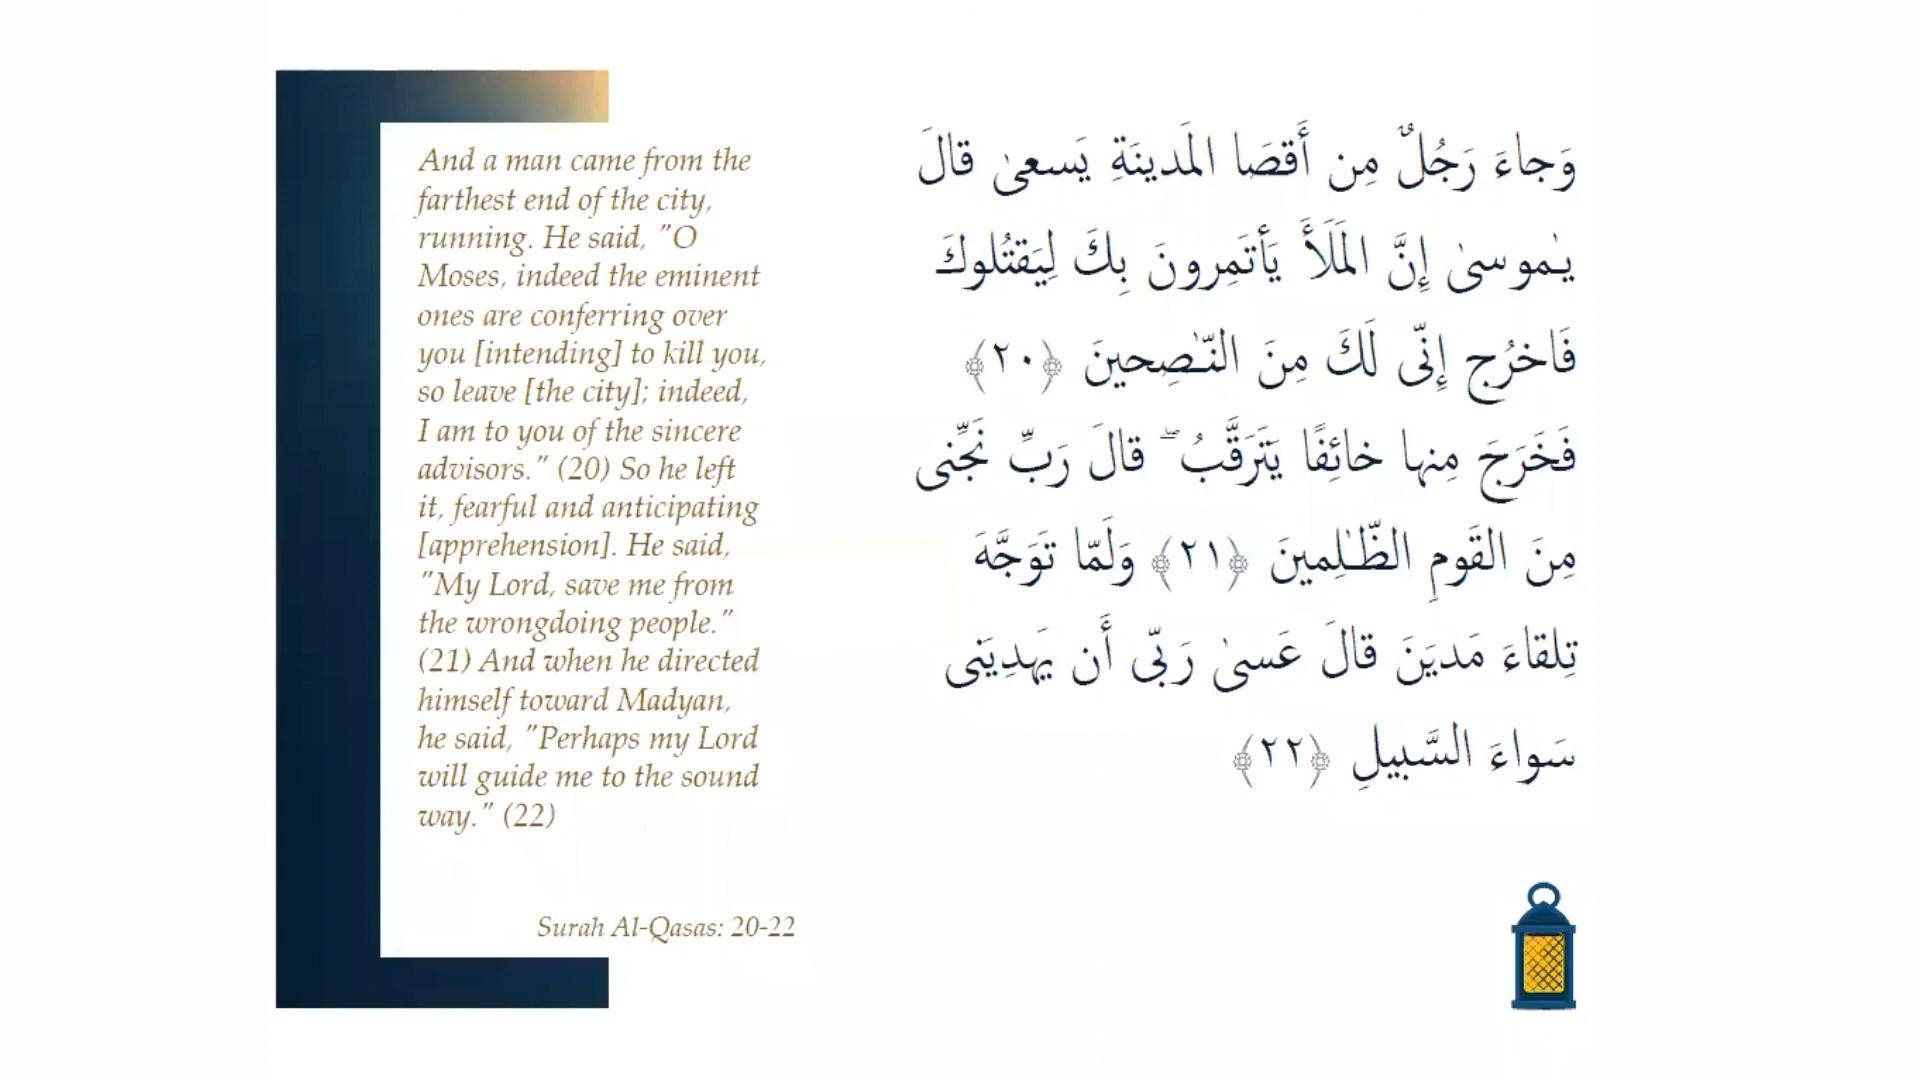 And a man came from the
farthest end of the city,
running. He said, "O
Moses, indeed the eminent
ones are conferring over
you [intending] to kill you,
so leave [the city]; indeed,
I am to you of the sincere
advisors." (20) So he left
it, fearful and anticipating
[apprehension]. He said,
"My Lord, save me from
the wrongdoing people."
(21) And when he directed
himself toward Madyan,
he said, "Perhaps my Lord
will guide me to the sound
way." (22)
Surah Al-Qasas: 20-22
وَجاءَ رَجُلٌ مِن أَقصَا المَدينَةِ يَسعىٰ قالَ
يـٰموسىٰ إِنَّ المَلَأَ يَأتَمِرونَ بِكَ لِيَقتُلوكَ
فَاخرُج إِنّى لَكَ مِنَ النّـٰصِحينَ ﴿٢٠﴾
فَخَرَجَ مِنها خائِفًا يَتَرَقَّبُ ۖ قالَ رَبِّ نَجِّنى
مِنَ القَومِ الظّـٰلِمينَ ﴿٢١﴾ وَلَمّا تَوَجَّهَ
تِلقاءَ مَدينَ قالَ عَسىٰ رَبّى أَن يَهدِيَنى
سَواءَ السَّبيلِ ﴿٢٢﴾